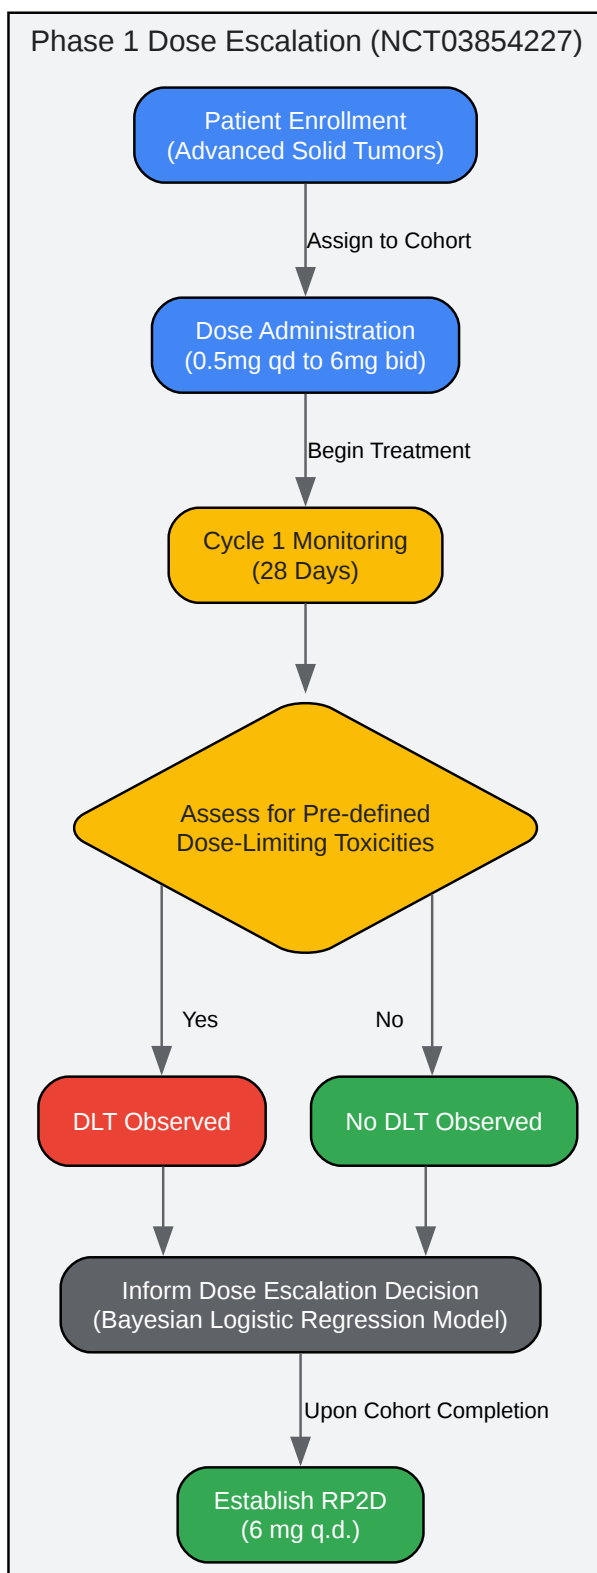 Phase 1 Dose Escalation (NCT03854227)
Patient Enrollment
(Advanced Solid Tumors)
Assign to Cohort
Dose Administration
(0.5mg qd to 6mg bid)
Begin Treatment
Cycle 1 Monitoring
(28 Days)
Assess for Pre-defined
Dose-Limiting Toxicities
Yes
No
DLT Observed
No DLT Observed
Inform Dose Escalation Decision
(Bayesian Logistic Regression Model)
Upon Cohort Completion
Establish RP2D
(6 mg q.d.)